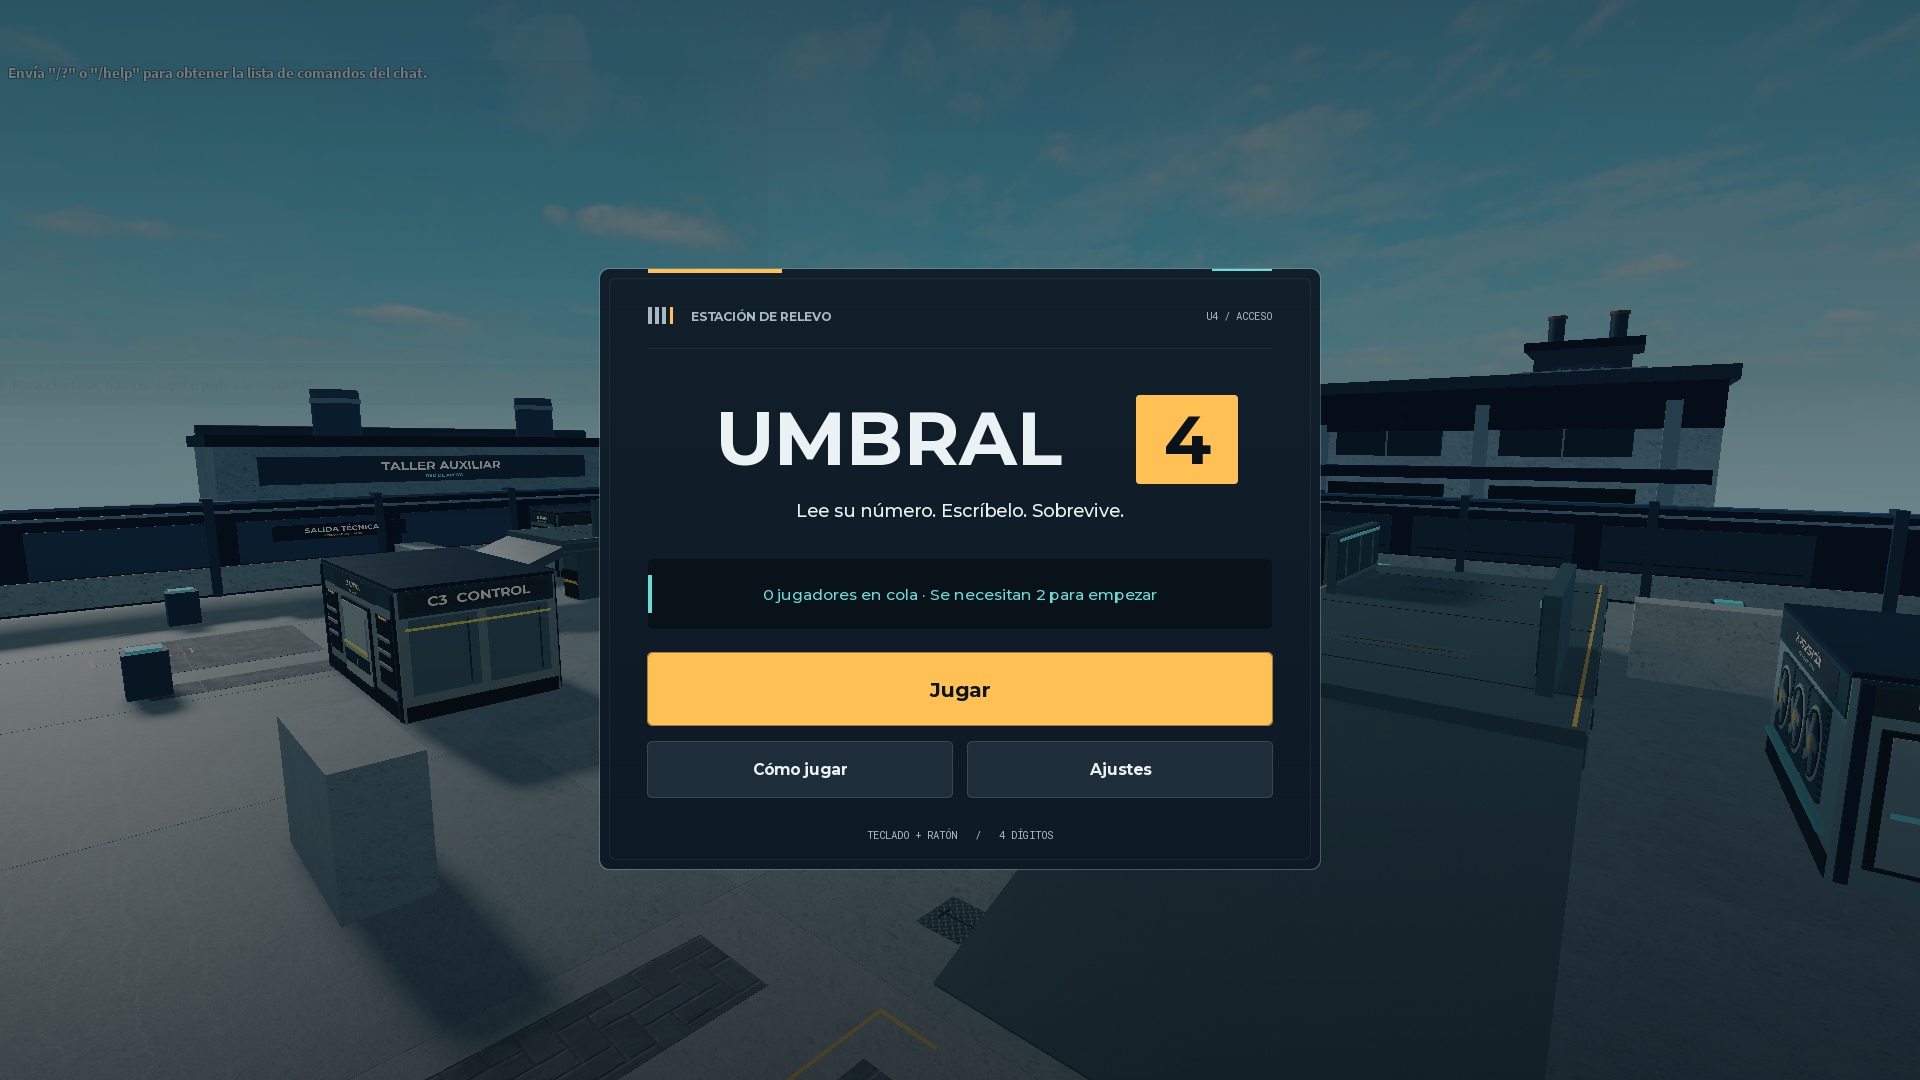 Envía "/?" o "/help" para obtener la lista de comandos del chat.
ESTACIÓN DE RELEVO
U4 / ACCESO
UMBRAL 4
Lee su número. Escríbelo. Sobrevive.
0 jugadores en cola · Se necesitan 2 para empezar
Jugar
Cómo jugar
Ajustes
TECLADO + RATÓN / 4 DÍGITOS
TALLER AUXILIAR
SALIDA TÉCNICA
C3 CONTROL